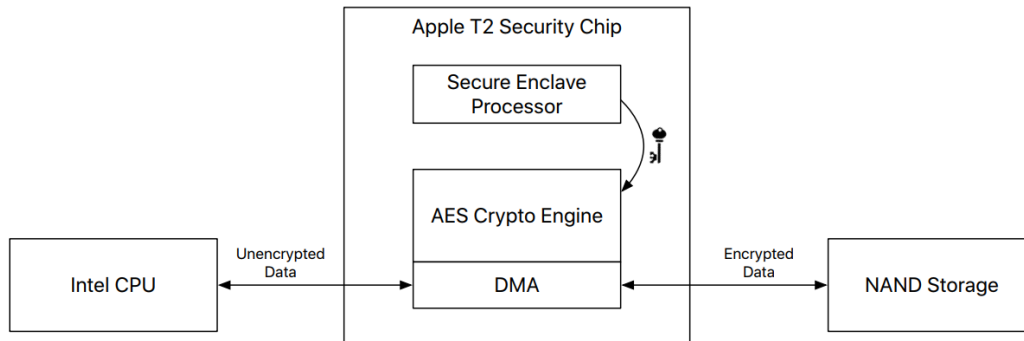 Apple T2 Security Chip
Secure Enclave
Processor
AES Crypto Engine
Unencrypted
Data
Encrypted
Data
Intel CPU
DMA
NAND Storage